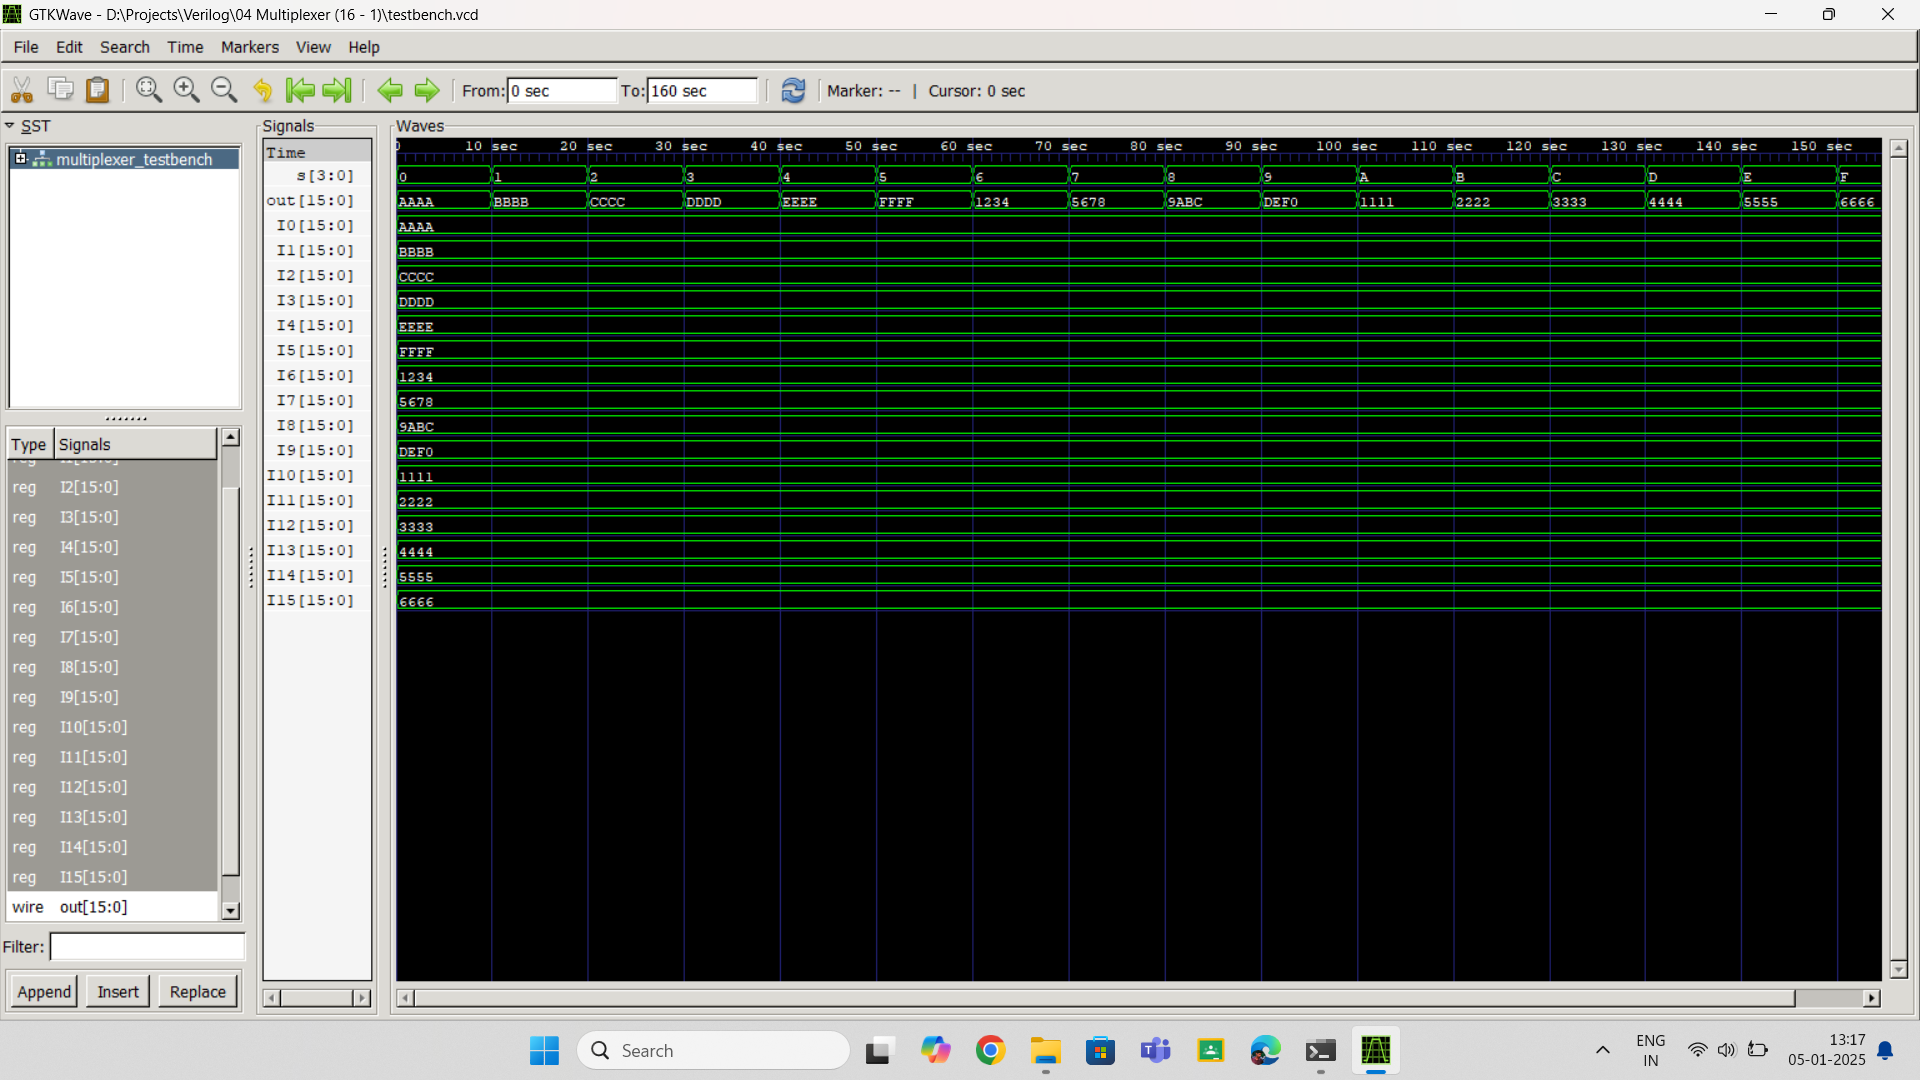 GTKWave - D:\Projects\Verilog\04 Multiplexer (16 - 1)\testbench.vcd
File Edit Search Time Markers View Help
From: 0 sec To: 160 sec Marker: -- | Cursor: 0 sec
SST
multiplexer_testbench
Type Signals
reg I2[15:0]
reg I3[15:0]
reg I4[15:0]
reg I5[15:0]
reg I6[15:0]
reg I7[15:0]
reg I8[15:0]
reg I9[15:0]
reg I10[15:0]
reg I11[15:0]
reg I12[15:0]
reg I13[15:0]
reg I14[15:0]
reg I15[15:0]
wire out[15:0]
Filter:
Append Insert Replace
Signals
Time
s[3:0]
out[15:0]
I0[15:0]
I1[15:0]
I2[15:0]
I3[15:0]
I4[15:0]
I5[15:0]
I6[15:0]
I7[15:0]
I8[15:0]
I9[15:0]
I10[15:0]
I11[15:0]
I12[15:0]
I13[15:0]
I14[15:0]
I15[15:0]
Waves
10 sec 20 sec 30 sec 40 sec 50 sec 60 sec 70 sec 80 sec 90 sec 100 sec 110 sec 120 sec 130 sec 140 sec 150 sec
0 1 2 3 4 5 6 7 8 9 A B C D E F
AAAA BBBB CCCC DDDD EEEE FFFF 1234 5678 9ABC DEF0 1111 2222 3333 4444 5555 6666
AAAA
BBBB
CCCC
DDDD
EEEE
FFFF
1234
5678
9ABC
DEF0
1111
2222
3333
4444
5555
6666
Search
ENG
IN
13:17
05-01-2025